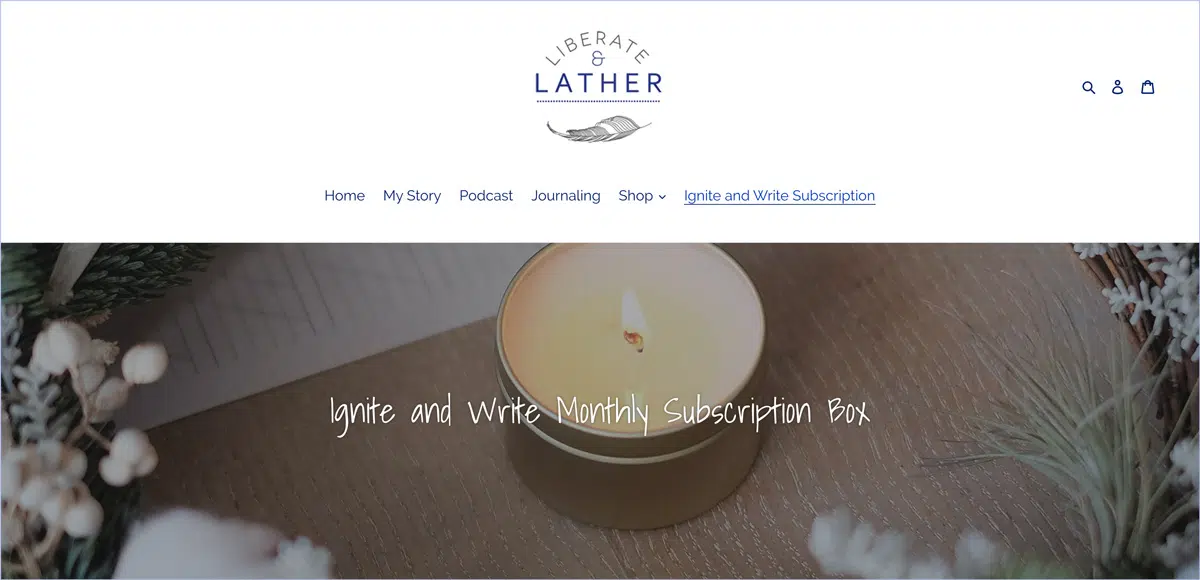 LIBERATE
&
LATHER
Home My Story Podcast Journaling Shop Ignite and Write Subscription
Ignite and Write Monthly Subscription Box